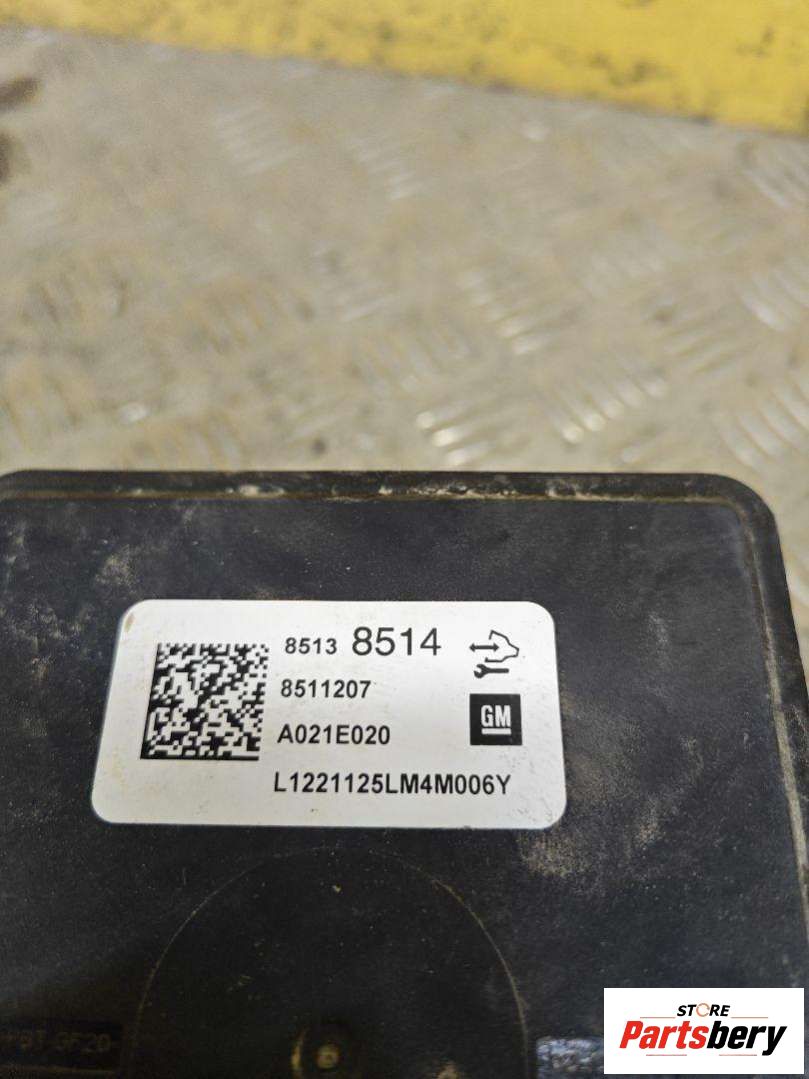 8513 8514
8511207
GM
A021E020
L1221125LM4M006Y
STORE
Partsbery